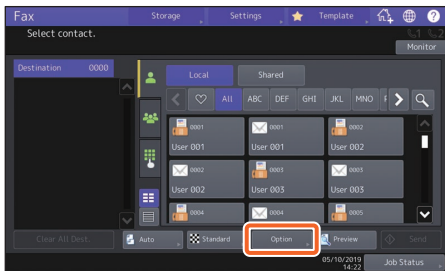 Fax Storage Settings Template
Select contact.
Monitor
Destination 0000
Local Shared
All ABC DEF GHI JKL MNO
0001 0001 0002
User 001 User 001 User 002
0002 0003 0003
User 002 User 003 User 003
0004 0004 0005
Clear All Dest. Auto Standard Option Preview Send
05/10/2019
14:22
Job Status